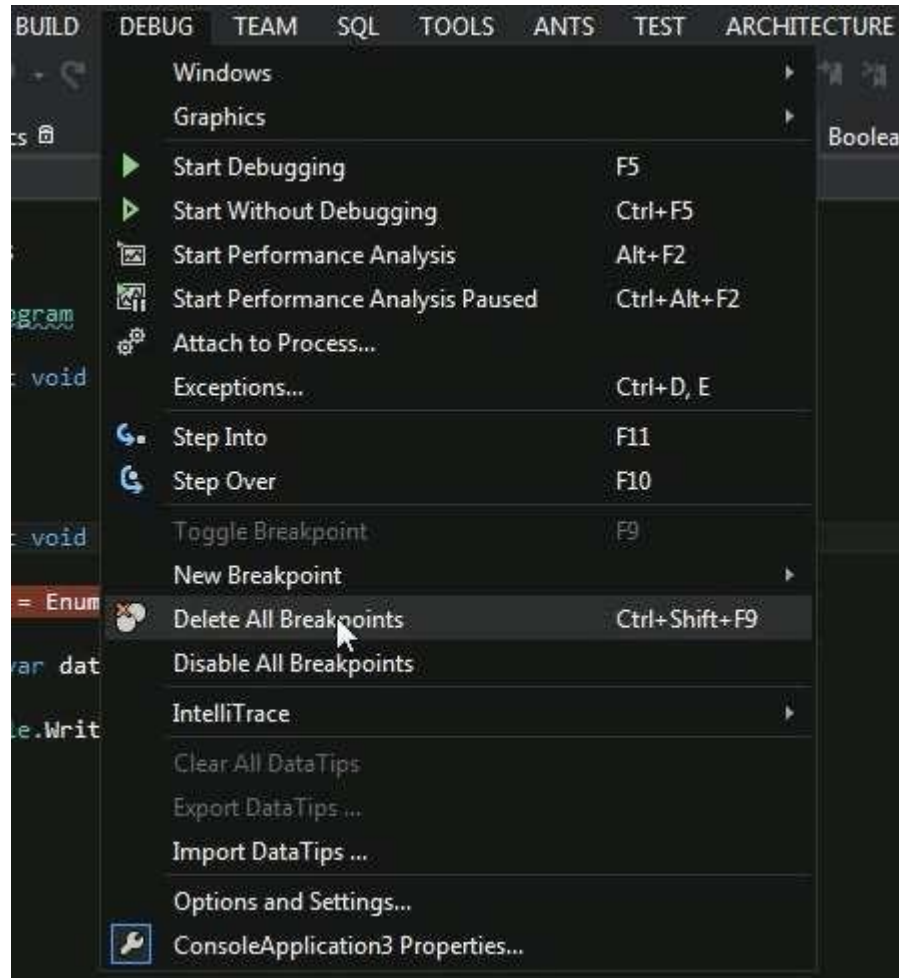 BUILD DEBUG TEAM SQL TOOLS ANTS TEST ARCHITECTURE
Windows
Graphics
cs Boolea
Start Debugging F5
Start Without Debugging Ctrl+F5
Start Performance Analysis Alt+F2
Start Performance Analysis Paused Ctrl+Alt+F2
ogram
Attach to Process...
void
Exceptions... Ctrl+D, E
Step Into F11
Step Over F10
void Toggle Breakpoint F9
New Breakpoint
= Enum
Delete All Breakpoints Ctrl+Shift+F9
var dat Disable All Breakpoints
IntelliTrace
le.Writ
Clear All DataTips
Export DataTips ...
Import DataTips ...
Options and Settings...
ConsoleApplication3 Properties...